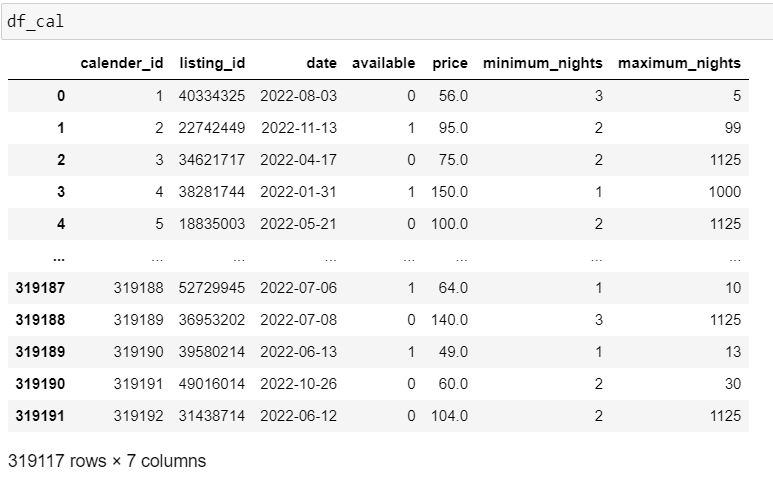 df_cal
calender_id listing_id date available price minimum_nights maximum_nights
0 1 40334325 2022-08-03 0 56.0 3 5
1 2 22742449 2022-11-13 1 95.0 2 99
2 3 34621717 2022-04-17 0 75.0 2 1125
3 4 38281744 2022-01-31 1 150.0 1 1000
4 5 18835003 2022-05-21 0 100.0 2 1125
... ... ... ... ... ... ... ...
319187 319188 52729945 2022-07-06 1 64.0 1 10
319188 319189 36953202 2022-07-08 0 140.0 3 1125
319189 319190 39580214 2022-06-13 1 49.0 1 13
319190 319191 49016014 2022-10-26 0 60.0 2 30
319191 319192 31438714 2022-06-12 0 104.0 2 1125
319117 rows × 7 columns